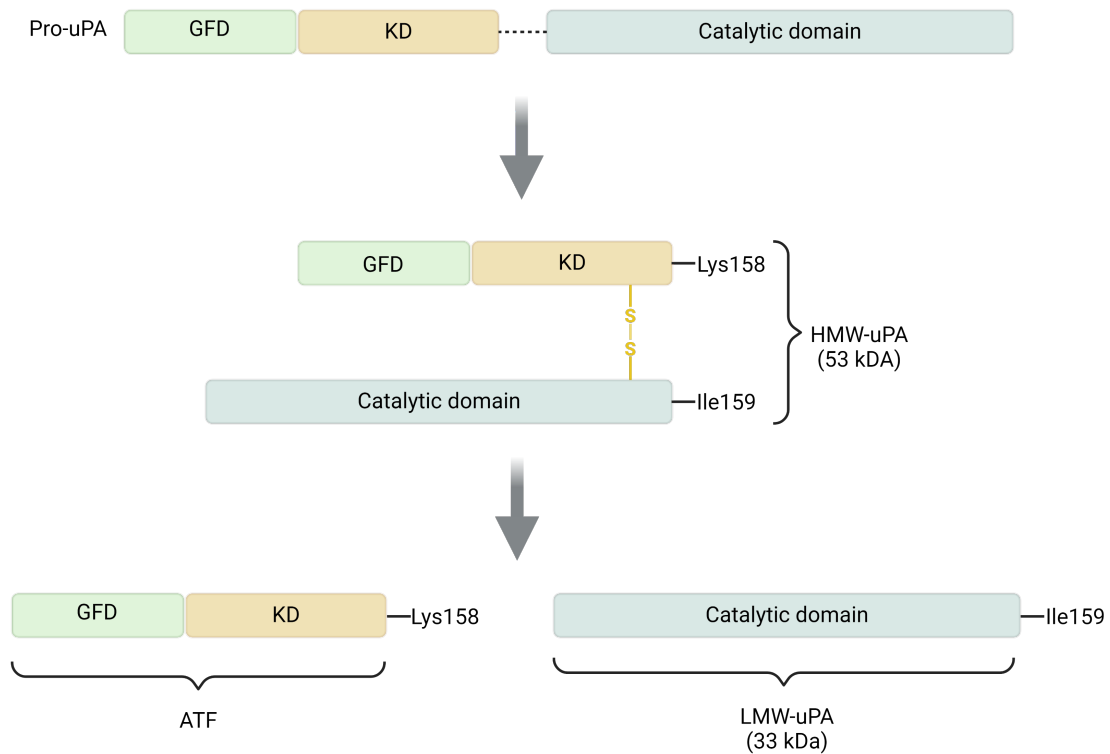 Pro-uPA
GFD
KD
Catalytic domain
GFD
KD
Lys158
S
S
HMW-uPA
(53 kDA)
Catalytic domain
Ile159
GFD
KD
Lys158
Catalytic domain
Ile159
ATF
LMW-uPA
(33 kDa)